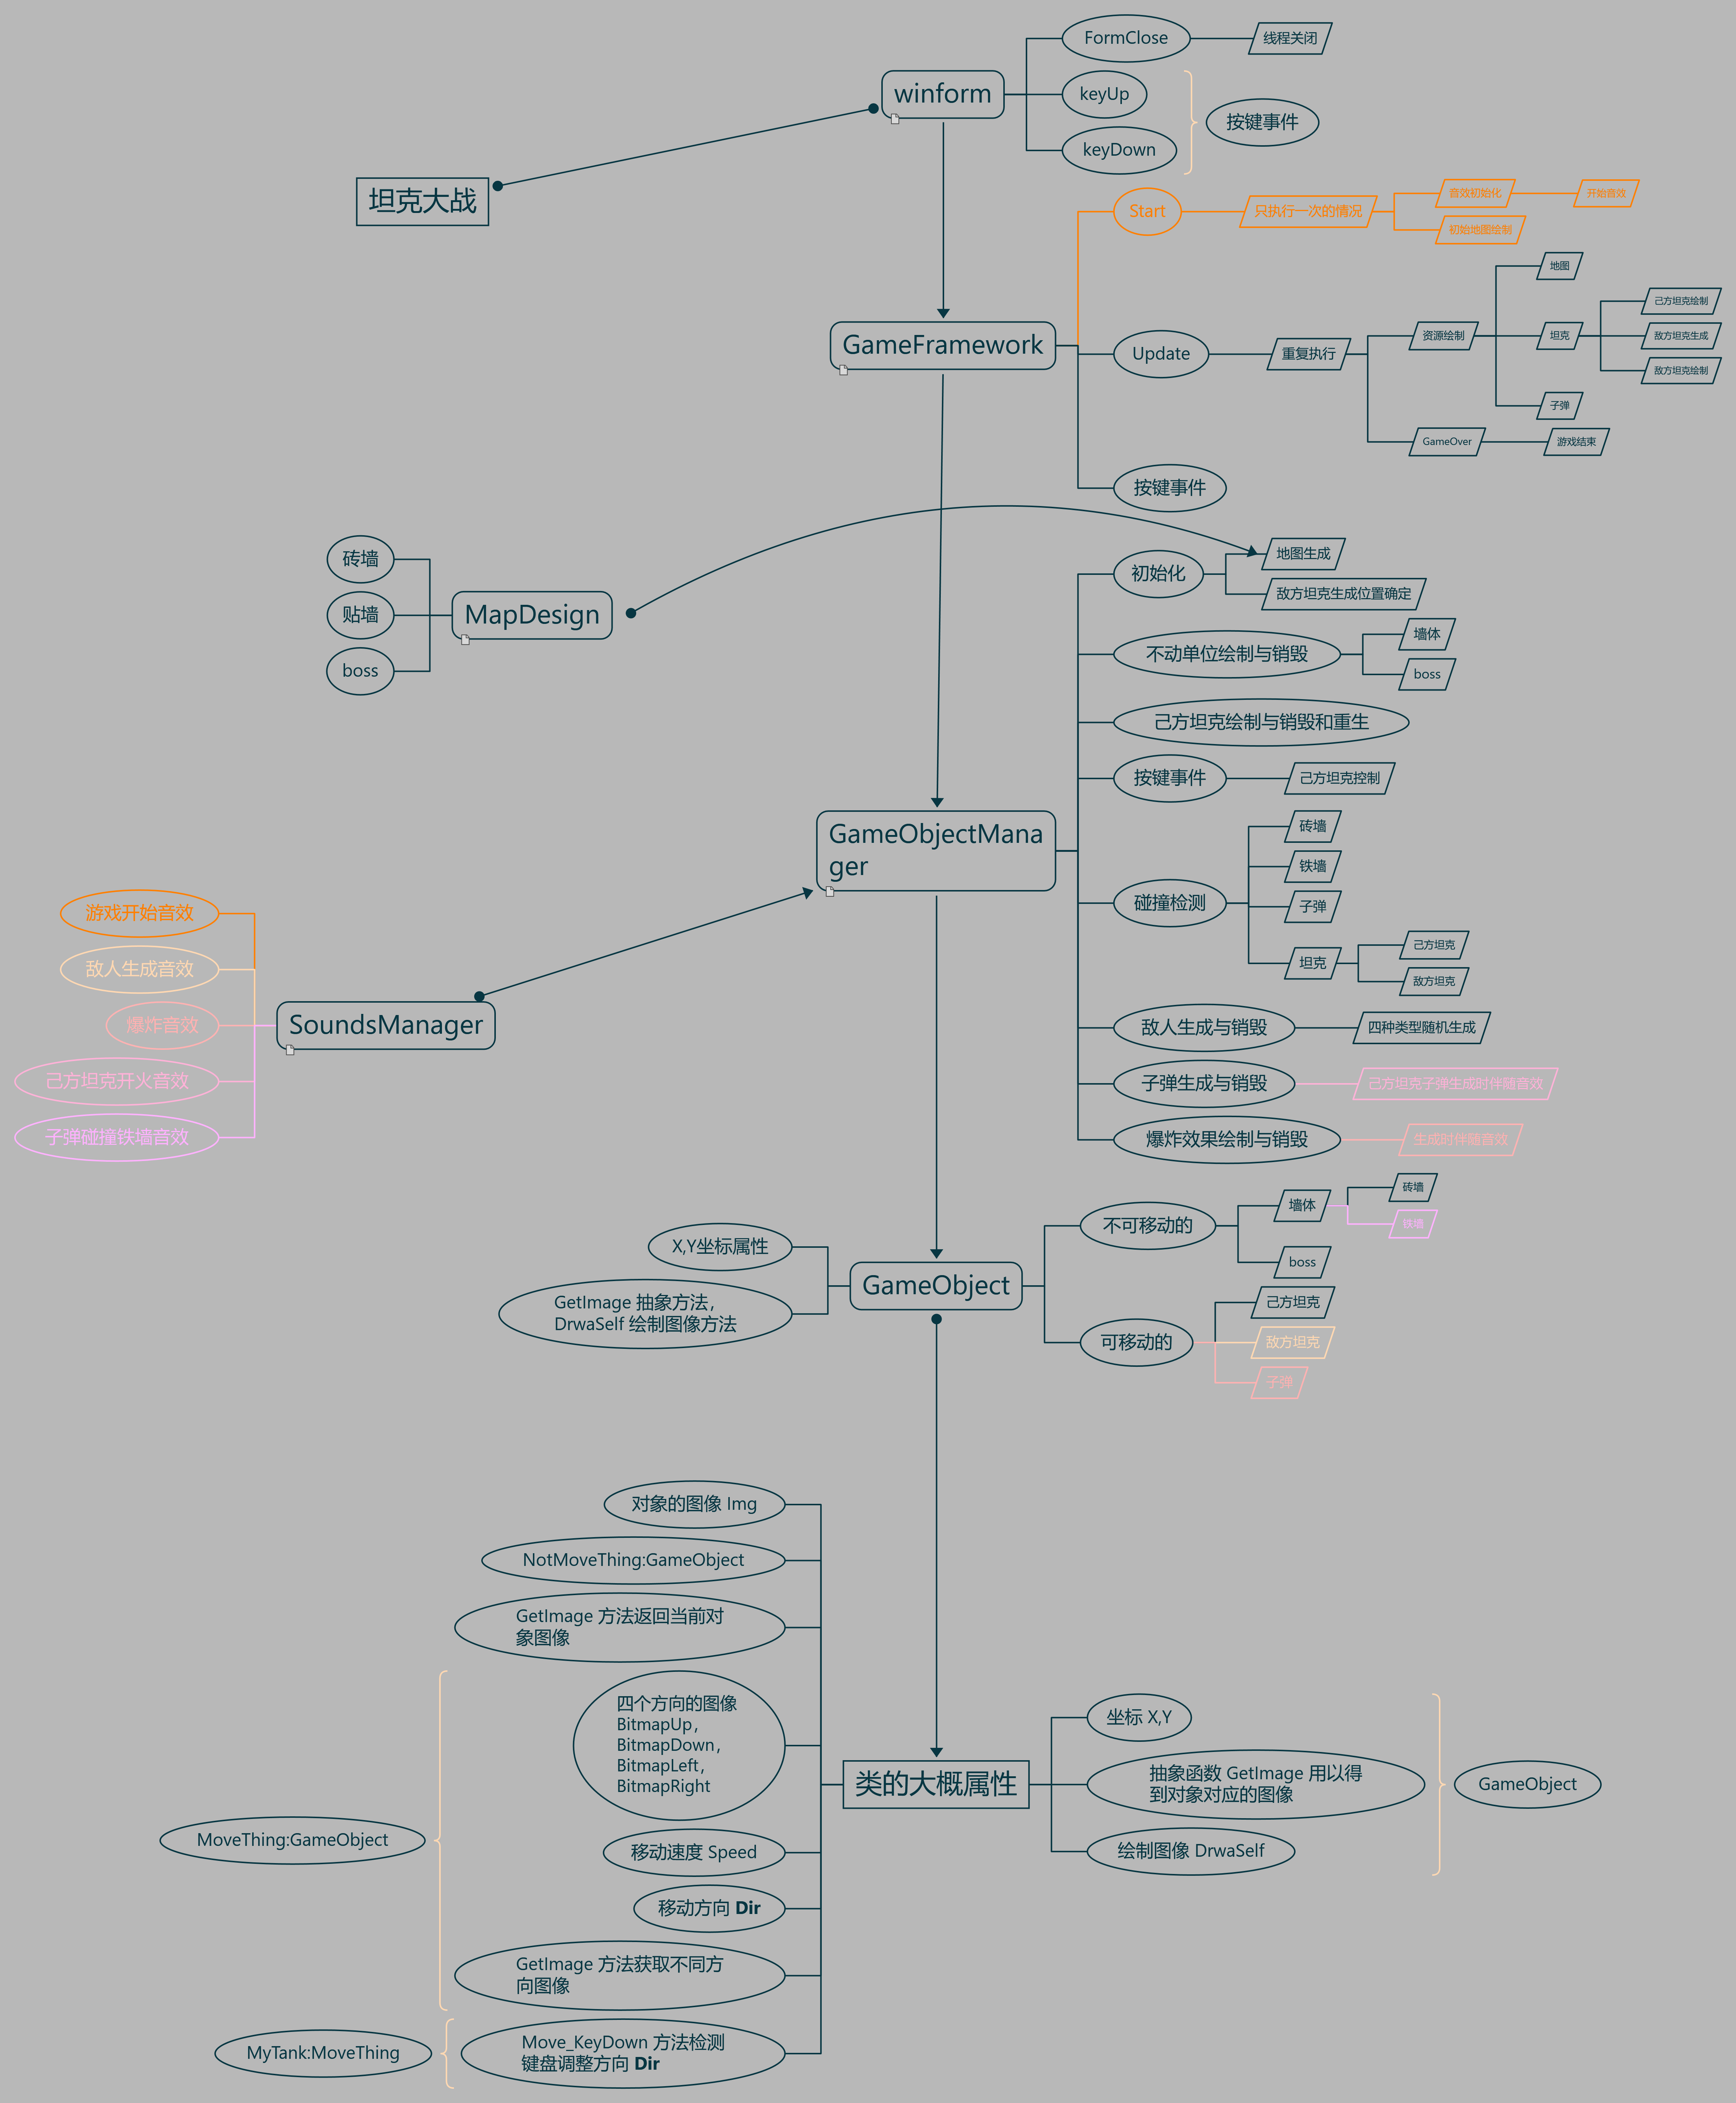 FormClose
线程关闭
winform
keyUp
按键事件
keyDown
坦克大战
Start
只执行一次的情况
音效初始化
开始音效
初始地图绘制
GameFramework
Update
重复执行
资源绘制
地图
坦克
己方坦克绘制
敌方坦克生成
敌方坦克绘制
子弹
GameOver
游戏结束
按键事件
砖墙
MapDesign
贴墙
boss
初始化
地图生成
敌方坦克生成位置确定
不动单位绘制与销毁
墙体
boss
己方坦克绘制与销毁和重生
按键事件
己方坦克控制
GameObjectMana
ger
碰撞检测
砖墙
铁墙
子弹
坦克
己方坦克
敌方坦克
敌人生成与销毁
四种类型随机生成
子弹生成与销毁
己方坦克子弹生成时伴随音效
爆炸效果绘制与销毁
生成时伴随音效
游戏开始音效
敌人生成音效
SoundsManager
爆炸音效
己方坦克开火音效
子弹碰撞铁墙音效
X,Y坐标属性
GetImage 抽象方法，
DrwaSelf 绘制图像方法
GameObject
不可移动的
墙体
砖墙
铁墙
boss
可移动的
己方坦克
敌方坦克
子弹
对象的图像 Img
NotMoveThing:GameObject
GetImage 方法返回当前对
象图像
四个方向的图像
BitmapUp，
BitmapDown，
BitmapLeft，
BitmapRight
MoveThing:GameObject
移动速度 Speed
移动方向 Dir
GetImage 方法获取不同方
向图像
MyTank:MoveThing
Move_KeyDown 方法检测
键盘调整方向 Dir
类的大概属性
坐标 X,Y
抽象函数 GetImage 用以得
到对象对应的图像
绘制图像 DrwaSelf
GameObject